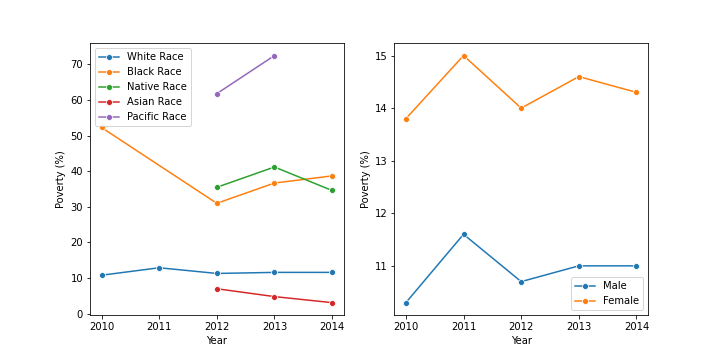 White Race
Black Race
Native Race
Asian Race
Pacific Race
Poverty (%)
70
60
50
40
30
20
10
0
2010 2011 2012 2013 2014
Year
Poverty (%)
15
14
13
12
11
Male
Female
2010 2011 2012 2013 2014
Year